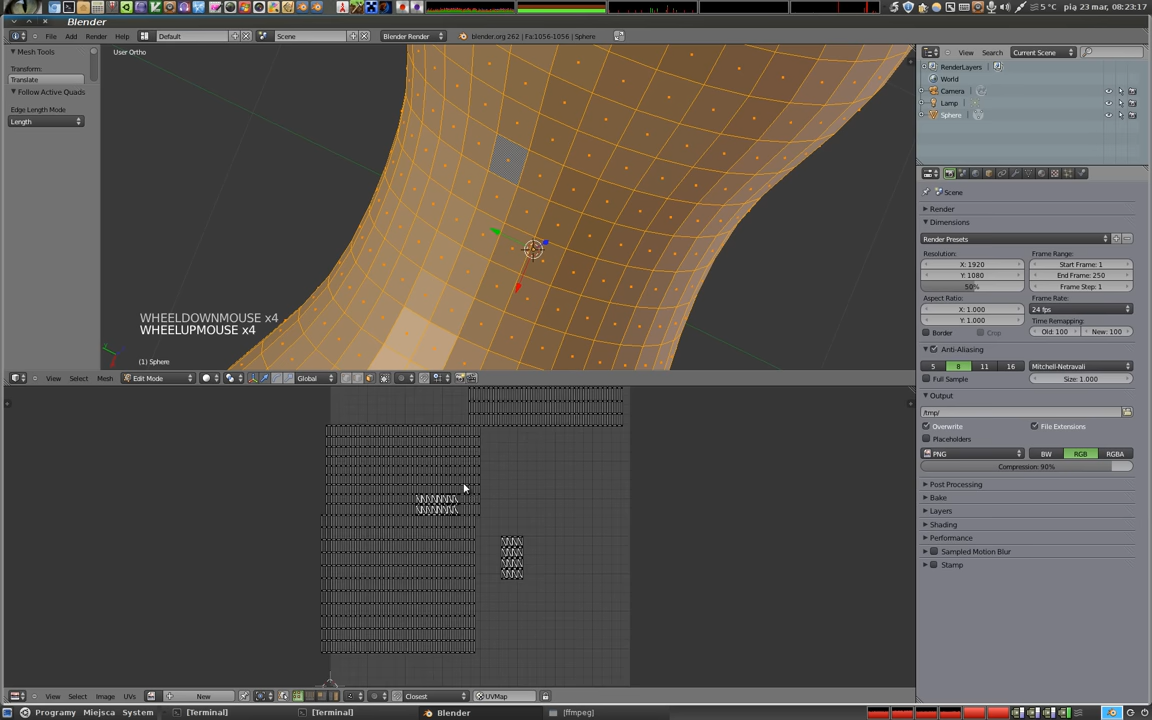 5 °C pią 23 mar, 08:23:17
Blender
File Add Render Help
Default
Scene
Blender Render
blender.org 262 | Fa:1056-1056 | Sphere
Mesh Tools
Transform:
Translate
Follow Active Quads
Edge Length Mode
Length
User Ortho
WHEELDOWNMOUSE x4
WHEELUPMOUSE x4
(1) Sphere
View Select Mesh
Edit Mode
Global
View Select Image UVs
New
Closest
UVMap
View Search
Current Scene
RenderLayers
World
Camera
Lamp
Sphere
Scene
Render
Dimensions
Render Presets
Resolution:
X: 1920
Y: 1080
50%
Frame Range:
Start Frame: 1
End Frame: 250
Frame Step: 1
Aspect Ratio:
X: 1.000
Y: 1.000
Frame Rate:
24 fps
Time Remapping:
Old: 100
New: 100
Border
Crop
Anti-Aliasing
5 8 11 16
Mitchell-Netravali
Full Sample
Size: 1.000
Output
/tmp/
Overwrite
File Extensions
Placeholders
PNG
BW RGB RGBA
Compression: 90%
Post Processing
Bake
Layers
Shading
Performance
Sampled Motion Blur
Stamp
Programy Miejsca System
[Terminal]
[Terminal]
Blender
[ffmpeg]